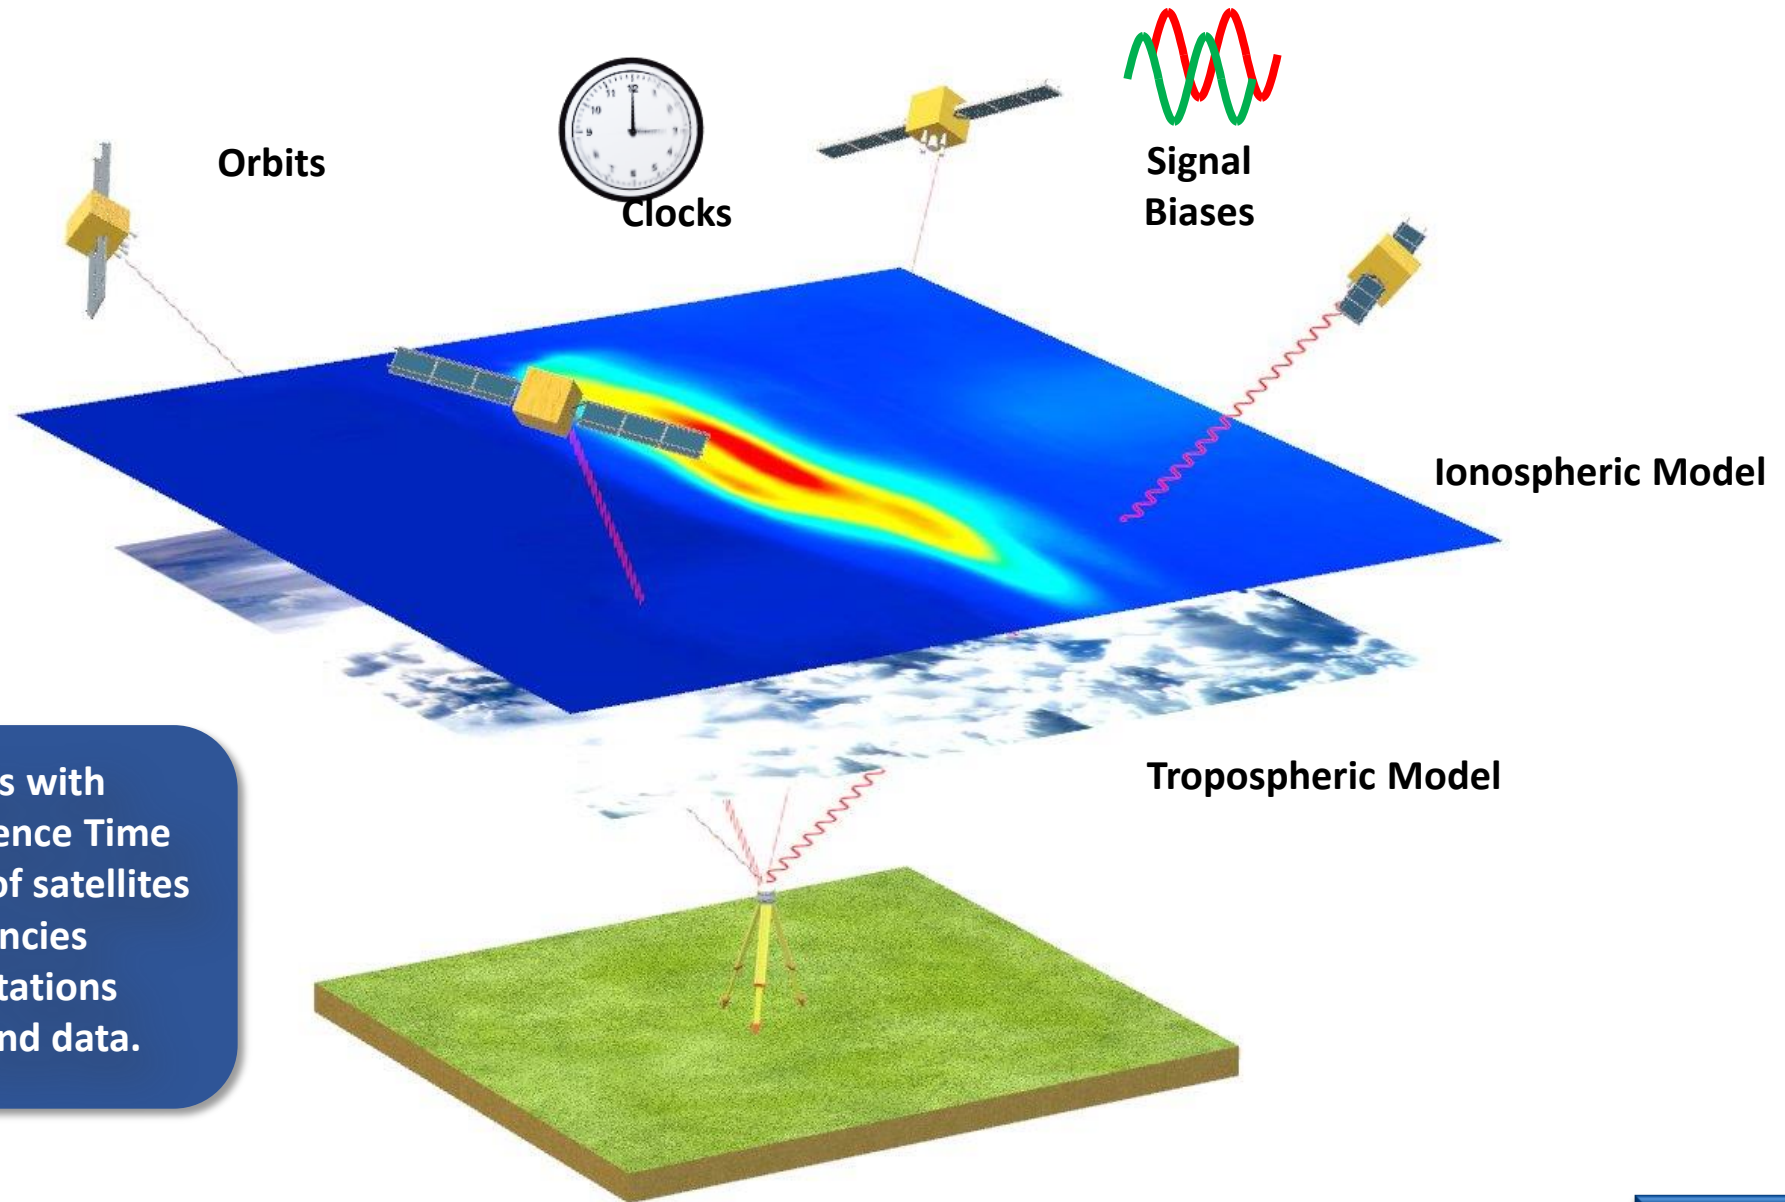 Orbits
Clocks
Signal
Biases
Ionospheric Model
Tropospheric Model
s with
ence Time
of satellites
ncies
tations
nd data.